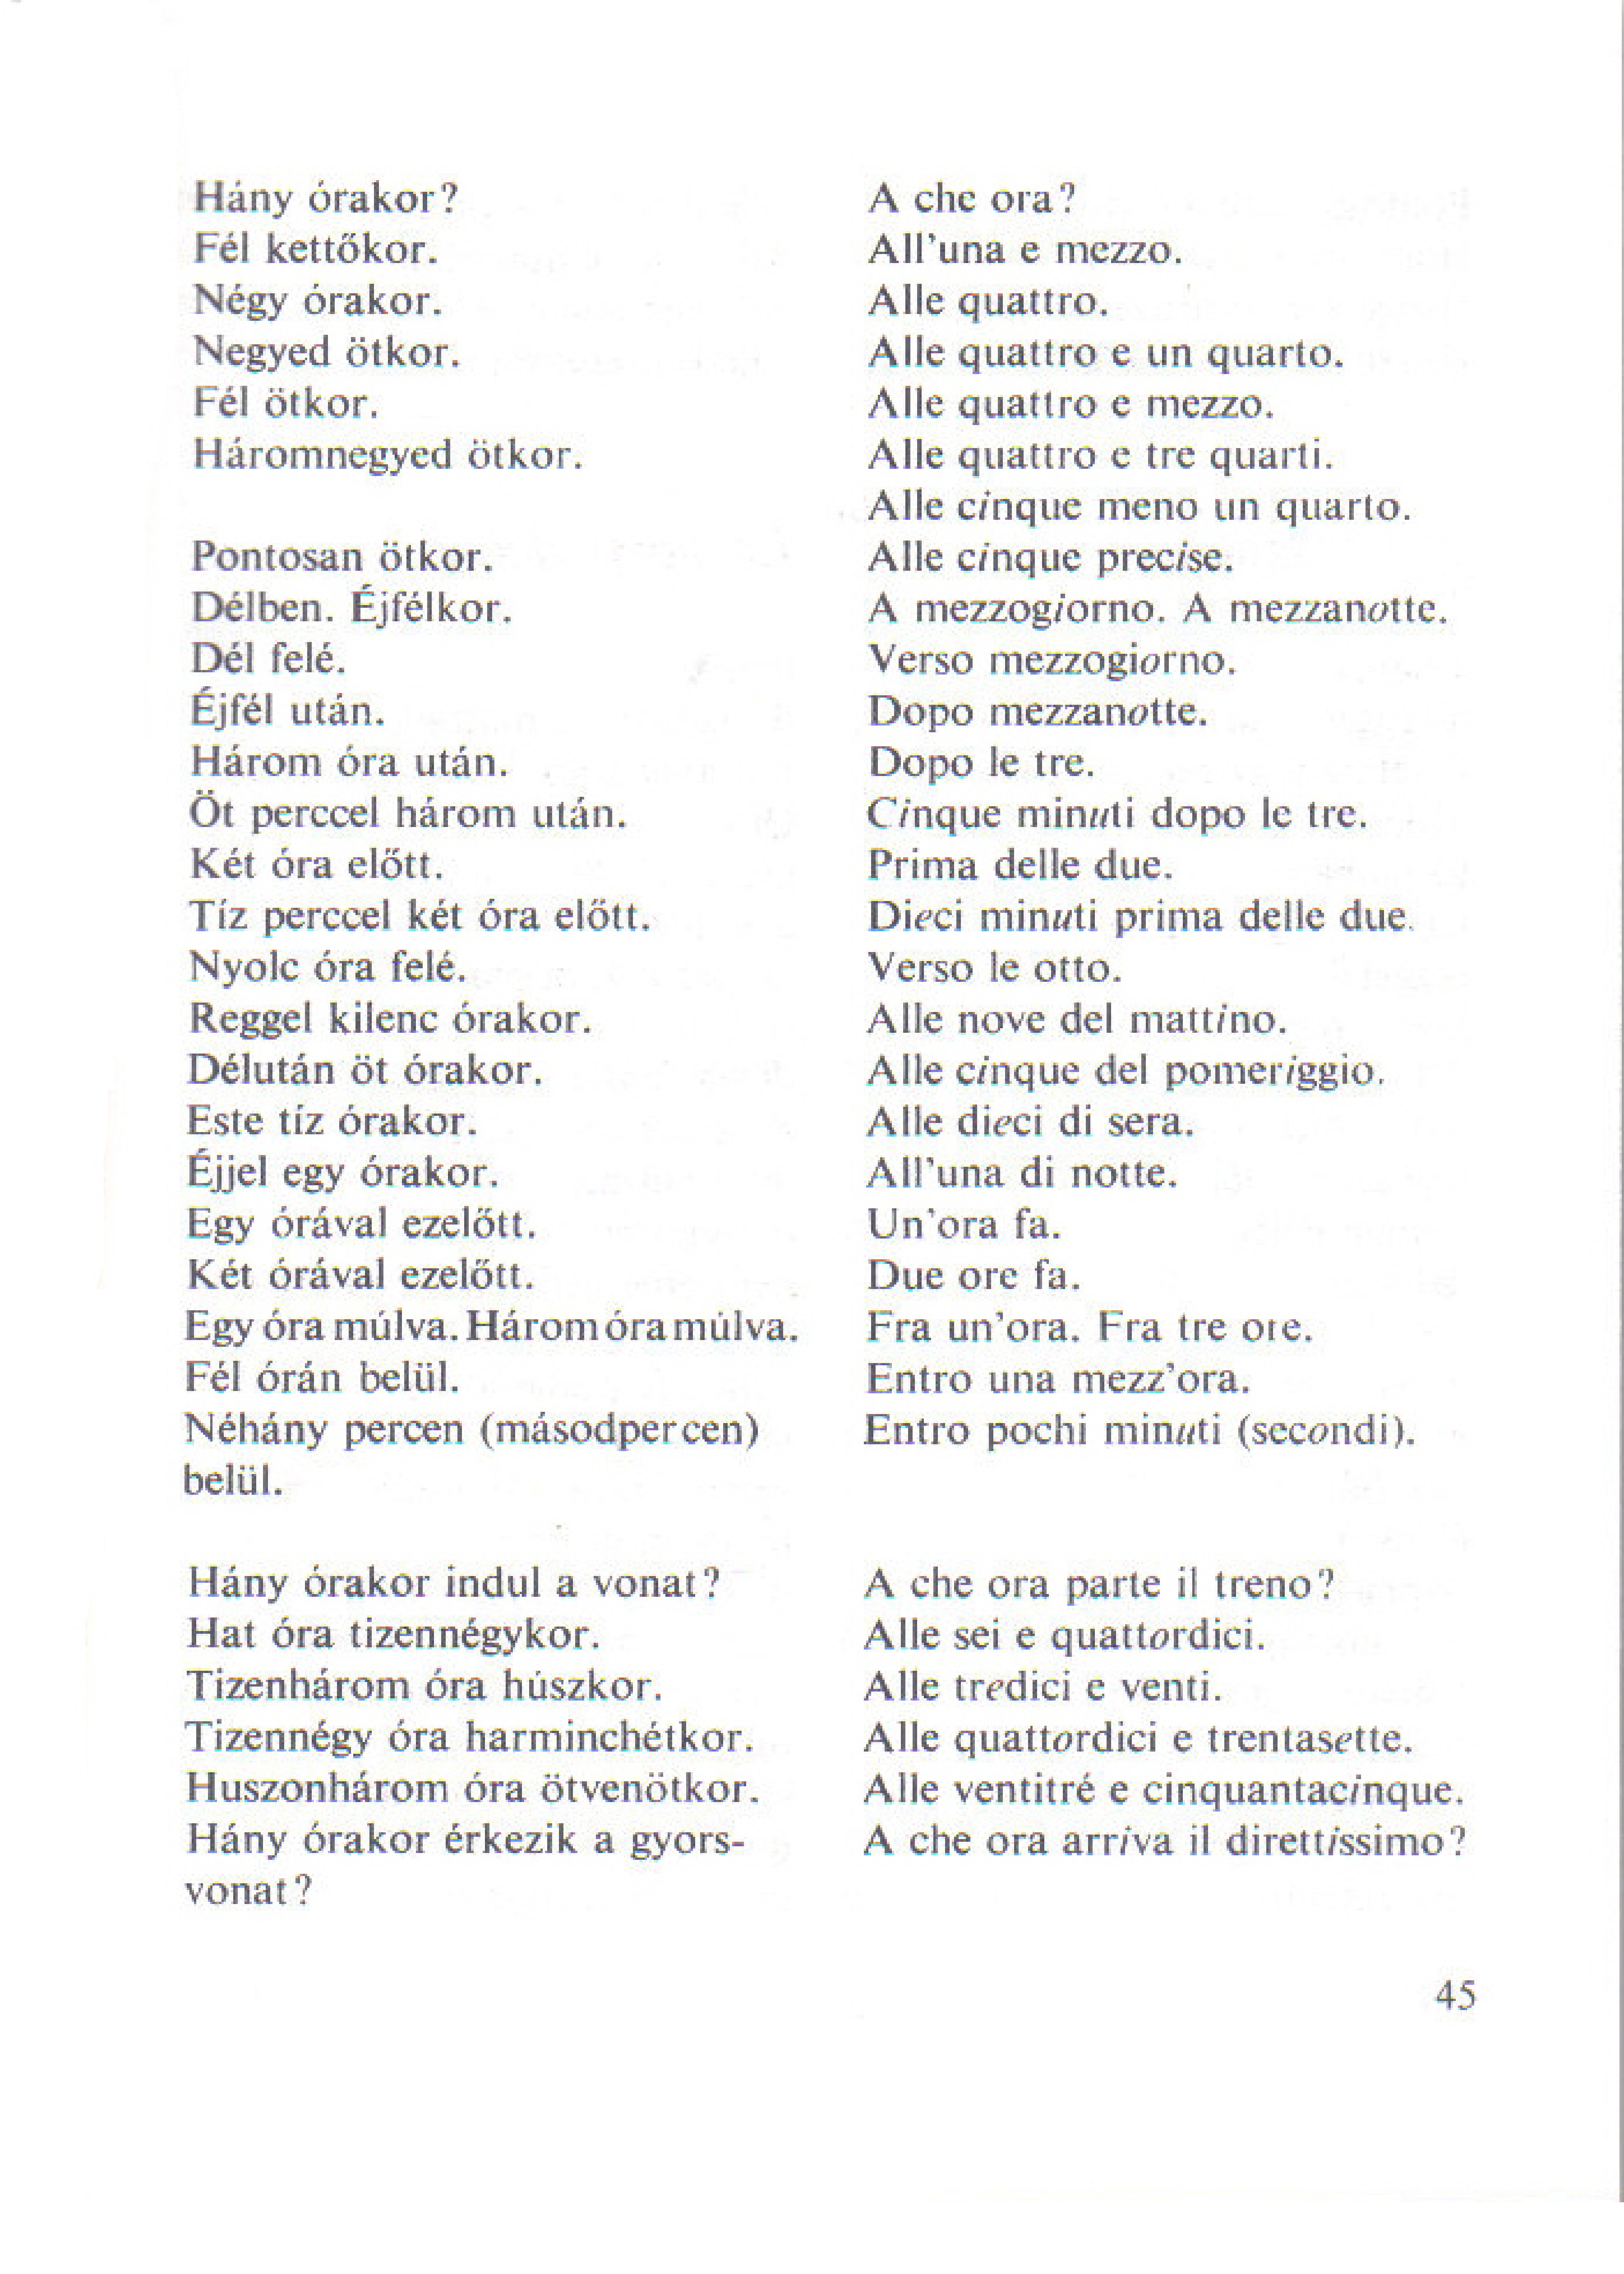 Hány órakor?
A che ora?
Fél kettőkor.
All'una e mezzo.
Négy órakor.
Alle quattro.
Negyed ötkor.
Alle quattro e un quarto.
Fél ötkor.
Alle quattro e mezzo.
Háromnegyed ötkor.
Alle quattro e tre quarti.
Alle cinque meno un quarto.
Pontosan ötkor.
Alle cinque precise.
Délben. Éjfélkor.
A mezzogiorno. A mezzanotte.
Dél felé.
Verso mezzogiorno.
Éjfél után.
Dopo mezzanotte.
Három óra után.
Dopo le tre.
Öt perccel három után.
Cinque minuti dopo le tre.
Két óra előtt.
Prima delle due.
Tíz perccel két óra előtt.
Dieci minuti prima delle due.
Nyolc óra felé.
Verso le otto.
Reggel kilenc órakor.
Alle nove del mattino.
Délután öt órakor.
Alle cinque del pomeriggio.
Este tíz órakor.
Alle dieci di sera.
Éjjel egy órakor.
All'una di notte.
Egy órával ezelőtt.
Un'ora fa.
Két órával ezelőtt.
Due ore fa.
Egy óra múlva. Három óra múlva.
Fra un'ora. Fra tre ore.
Fél órán belül.
Entro una mezz'ora.
Néhány percen (másodpercen)
belül.
Entro pochi minuti (secondi).
Hány órakor indul a vonat?
A che ora parte il treno?
Hat óra tizennégykor.
Alle sei e quattordici.
Tizenhárom óra húszkor.
Alle tredici e venti.
Tizennégy óra harminchétkor.
Alle quattordici e trentasette.
Huszonhárom óra ötvenötkor.
Alle ventitré e cinquantacinque.
Hány órakor érkezik a gyors-
vonat?
A che ora arriva il direttissimo?
45